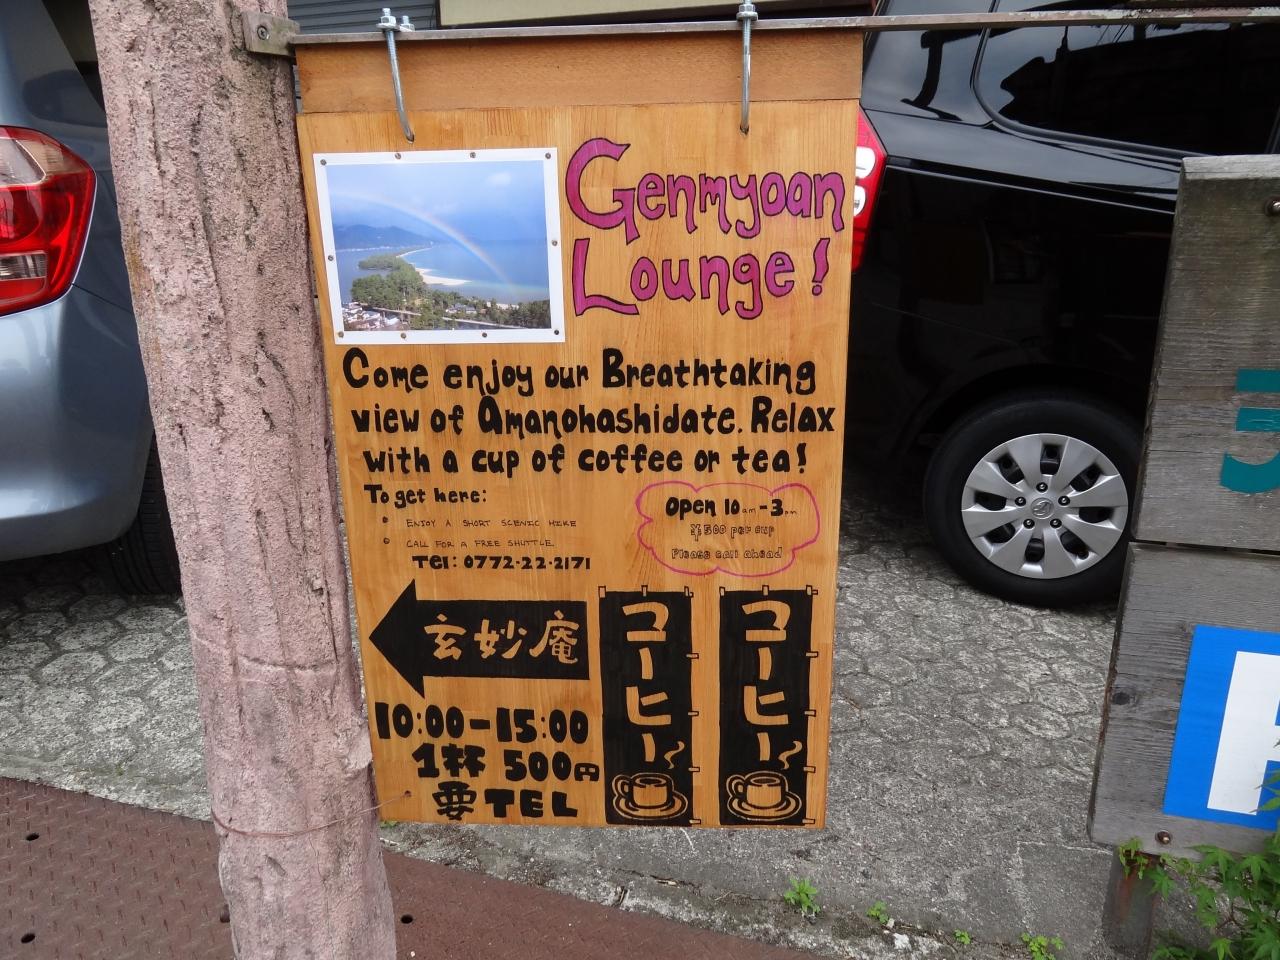 Genmyoan
Lounge!
Come enjoy our Breathtaking
view of Amanohashidate. Relax
with a cup of coffee or tea!
To get here:
• ENJOY A SHORT SCENIC HIKE
• CALL FOR A FREE SHUTTLE
Tel: 0772-22-2171
Open 10am-3pm
¥500 per cup
Please call ahead
玄妙庵
10:00-15:00
1杯 500円
要TEL
コーヒー
コーヒー